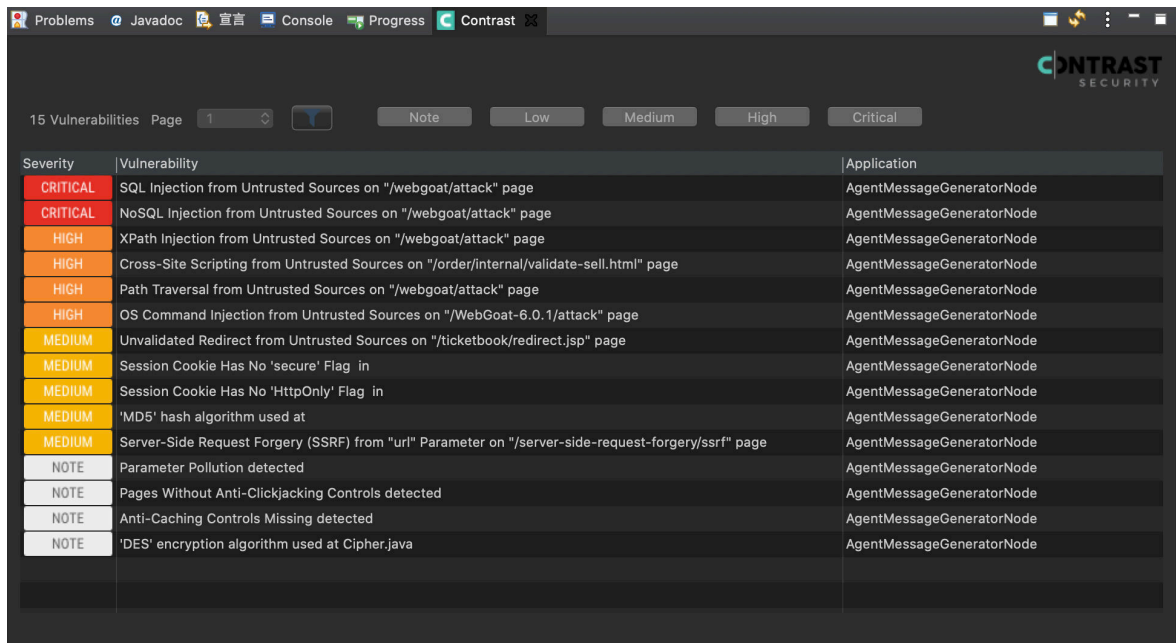 Problems @ Javadoc 宣言 Console Progress Contrast
CONTRAST
SECURITY
15 Vulnerabilities Page 1 Note Low Medium High Critical
Severity Vulnerability Application
CRITICAL SQL Injection from Untrusted Sources on "/webgoat/attack" page AgentMessageGeneratorNode
CRITICAL NoSQL Injection from Untrusted Sources on "/webgoat/attack" page AgentMessageGeneratorNode
HIGH XPath Injection from Untrusted Sources on "/webgoat/attack" page AgentMessageGeneratorNode
HIGH Cross-Site Scripting from Untrusted Sources on "/order/internal/validate-sell.html" page AgentMessageGeneratorNode
HIGH Path Traversal from Untrusted Sources on "/webgoat/attack" page AgentMessageGeneratorNode
HIGH OS Command Injection from Untrusted Sources on "/WebGoat-6.0.1/attack" page AgentMessageGeneratorNode
MEDIUM Unvalidated Redirect from Untrusted Sources on "/ticketbook/redirect.jsp" page AgentMessageGeneratorNode
MEDIUM Session Cookie Has No 'secure' Flag in AgentMessageGeneratorNode
MEDIUM Session Cookie Has No 'HttpOnly' Flag in AgentMessageGeneratorNode
MEDIUM 'MD5' hash algorithm used at AgentMessageGeneratorNode
MEDIUM Server-Side Request Forgery (SSRF) from "url" Parameter on "/server-side-request-forgery/ssrf" page AgentMessageGeneratorNode
NOTE Parameter Pollution detected AgentMessageGeneratorNode
NOTE Pages Without Anti-Clickjacking Controls detected AgentMessageGeneratorNode
NOTE Anti-Caching Controls Missing detected AgentMessageGeneratorNode
NOTE 'DES' encryption algorithm used at Cipher.java AgentMessageGeneratorNode